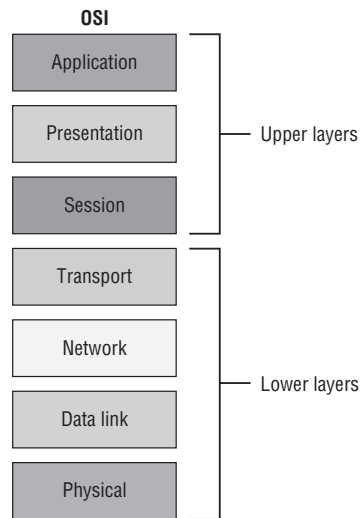 OSI
Application
Presentation
Upper layers
Session
Transport
Network
Lower layers
Data link
Physical